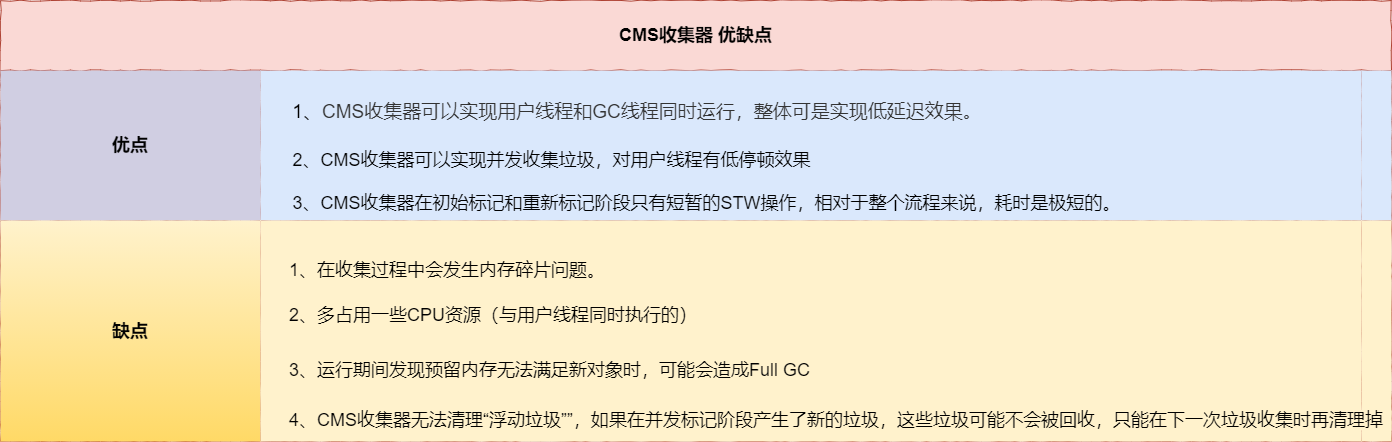 CMS收集器 优缺点
优点
1、CMS收集器可以实现用户线程和GC线程同时运行，整体可是实现低延迟效果。
2、CMS收集器可以实现并发收集垃圾，对用户线程有低停顿效果
3、CMS收集器在初始标记和重新标记阶段只有短暂的STW操作，相对于整个流程来说，耗时是极短的。
缺点
1、在收集过程中会发生内存碎片问题。
2、多占用一些CPU资源（与用户线程同时执行的）
3、运行期间发现预留内存无法满足新对象时，可能会造成Full GC
4、CMS收集器无法清理“浮动垃圾””，如果在并发标记阶段产生了新的垃圾，这些垃圾可能不会被回收，只能在下一次垃圾收集时再清理掉